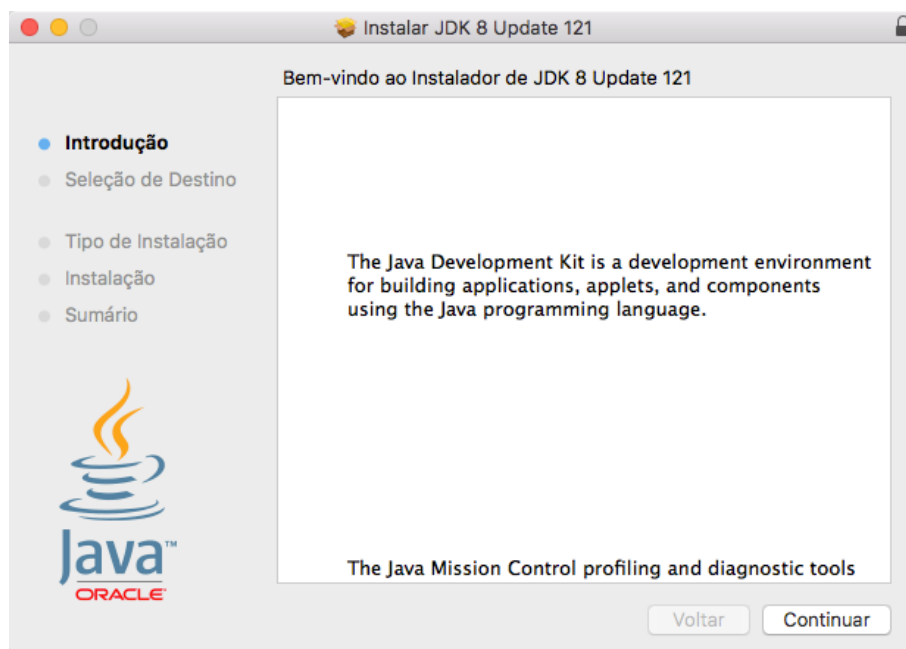 Instalar JDK 8 Update 121
Bem-vindo ao Instalador de JDK 8 Update 121
Introdução
Seleção de Destino
Tipo de Instalação
Instalação
Sumário
The Java Development Kit is a development environment
for building applications, applets, and components
using the Java programming language.
The Java Mission Control profiling and diagnostic tools
Java™
ORACLE
Voltar
Continuar